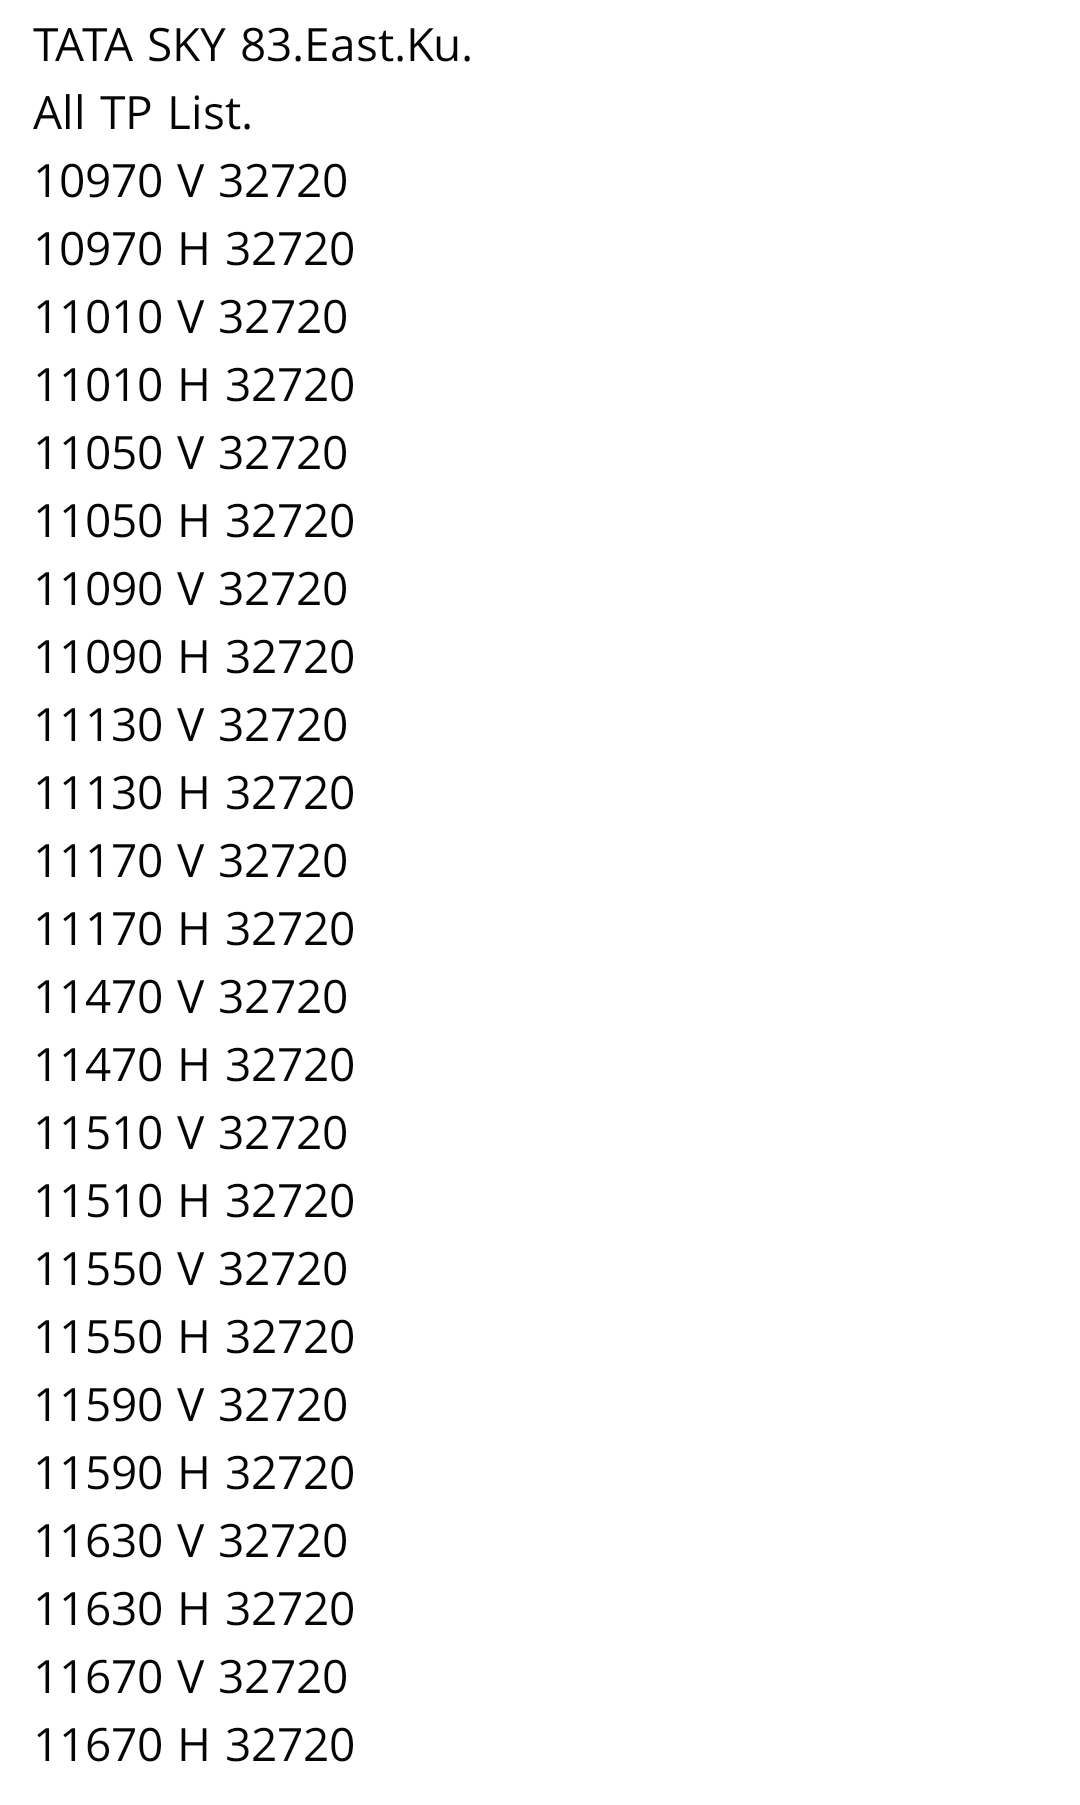 TATA SKY 83.East.Ku.
All TP List.
10970 V 32720
10970 H 32720
11010 V 32720
11010 H 32720
11050 V 32720
11050 H 32720
11090 V 32720
11090 H 32720
11130 V 32720
11130 H 32720
11170 V 32720
11170 H 32720
11470 V 32720
11470 H 32720
11510 V 32720
11510 H 32720
11550 V 32720
11550 H 32720
11590 V 32720
11590 H 32720
11630 V 32720
11630 H 32720
11670 V 32720
11670 H 32720